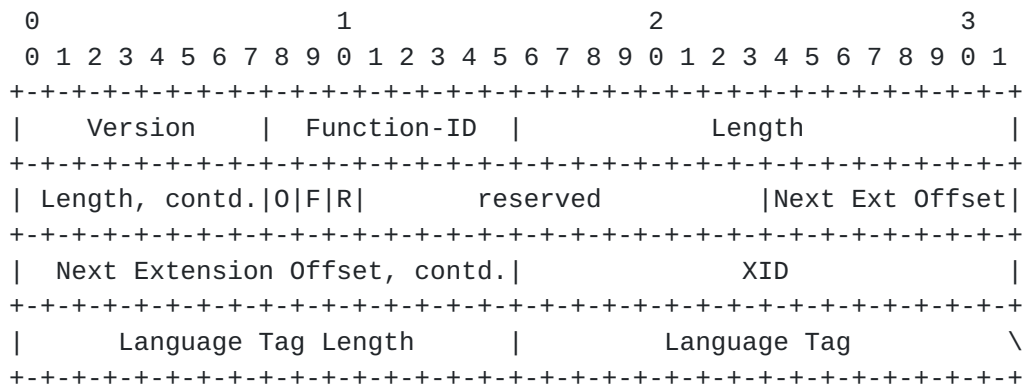 0                   1                   2                   3
 0 1 2 3 4 5 6 7 8 9 0 1 2 3 4 5 6 7 8 9 0 1 2 3 4 5 6 7 8 9 0 1
+-+-+-+-+-+-+-+-+-+-+-+-+-+-+-+-+-+-+-+-+-+-+-+-+-+-+-+-+-+-+-+-+
|    Version    |  Function-ID  |            Length             |
+-+-+-+-+-+-+-+-+-+-+-+-+-+-+-+-+-+-+-+-+-+-+-+-+-+-+-+-+-+-+-+-+
| Length, contd.|O|F|R|       reserved          |Next Ext Offset|
+-+-+-+-+-+-+-+-+-+-+-+-+-+-+-+-+-+-+-+-+-+-+-+-+-+-+-+-+-+-+-+-+
|  Next Extension Offset, contd.|              XID              |
+-+-+-+-+-+-+-+-+-+-+-+-+-+-+-+-+-+-+-+-+-+-+-+-+-+-+-+-+-+-+-+-+
|      Language Tag Length      |         Language Tag          \
+-+-+-+-+-+-+-+-+-+-+-+-+-+-+-+-+-+-+-+-+-+-+-+-+-+-+-+-+-+-+-+-+